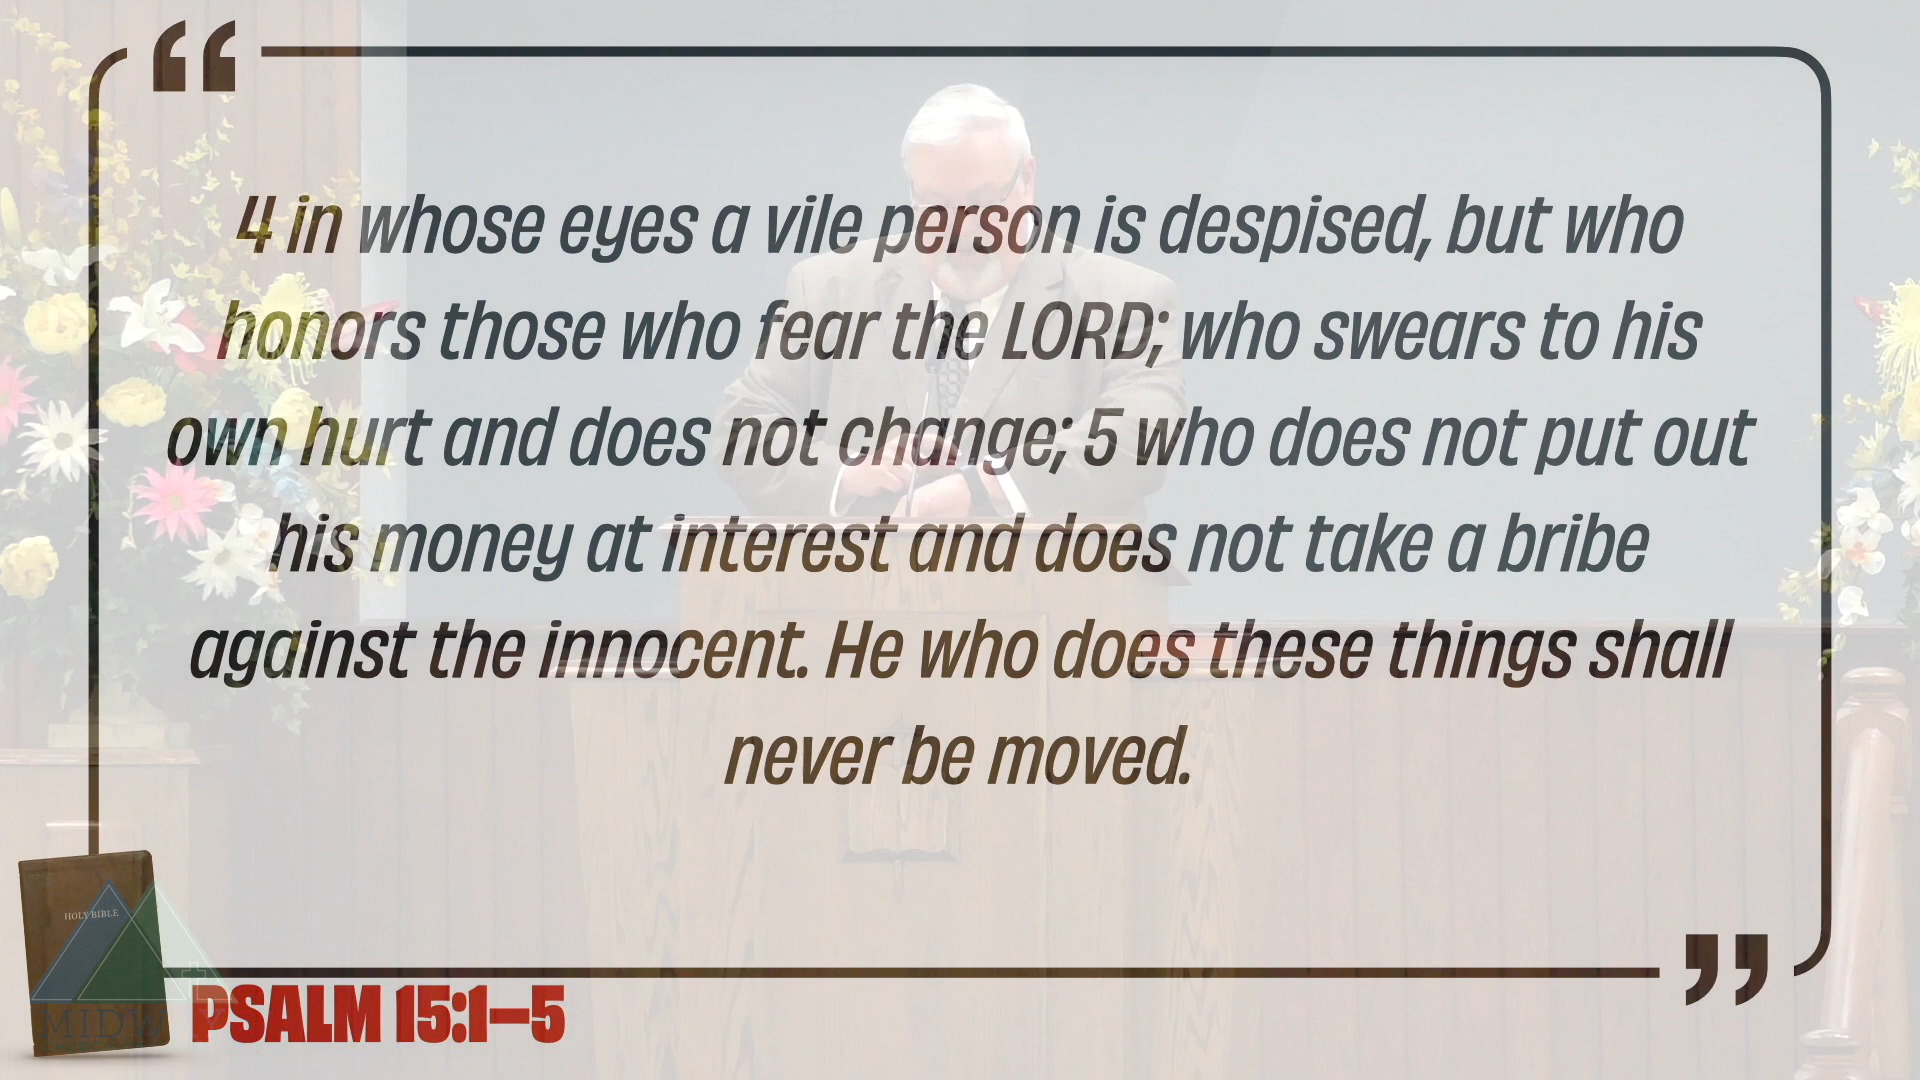 4 in whose eyes a vile person is despised, but who
honors those who fear the LORD; who swears to his
own hurt and does not change; 5 who does not put out
his money at interest and does not take a bribe
against the innocent. He who does these things shall
never be moved.
HOLY BIBLE
PSALM 15:1–5